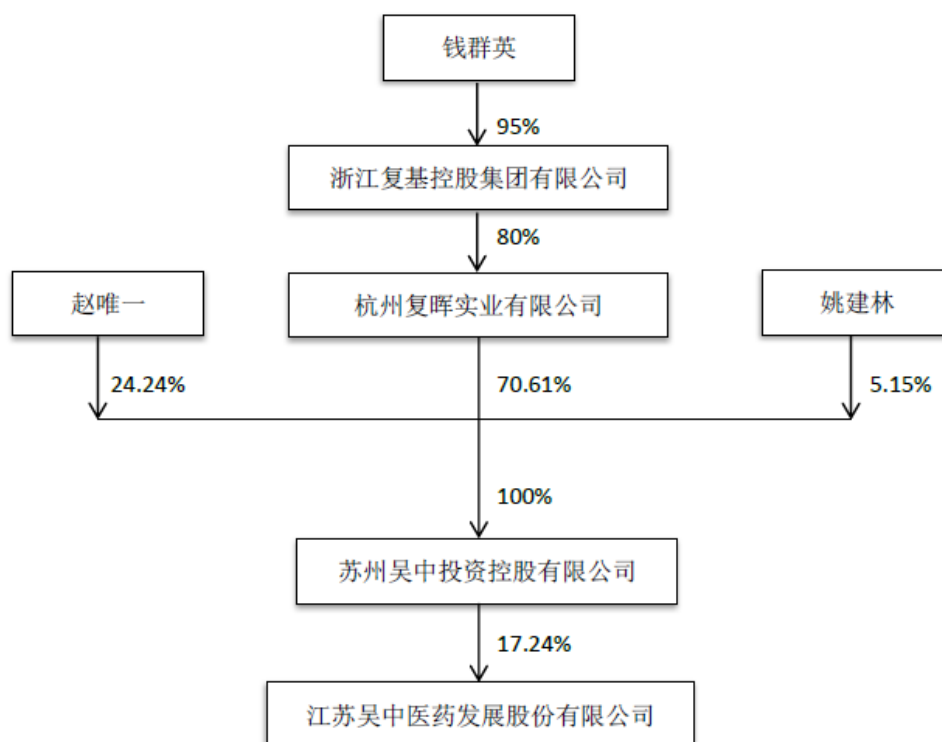 钱群英
95%
浙江复基控股集团有限公司
80%
赵唯一
杭州复晖实业有限公司
姚建林
24.24%
70.61%
5.15%
100%
苏州吴中投资控股有限公司
17.24%
江苏吴中医药发展股份有限公司